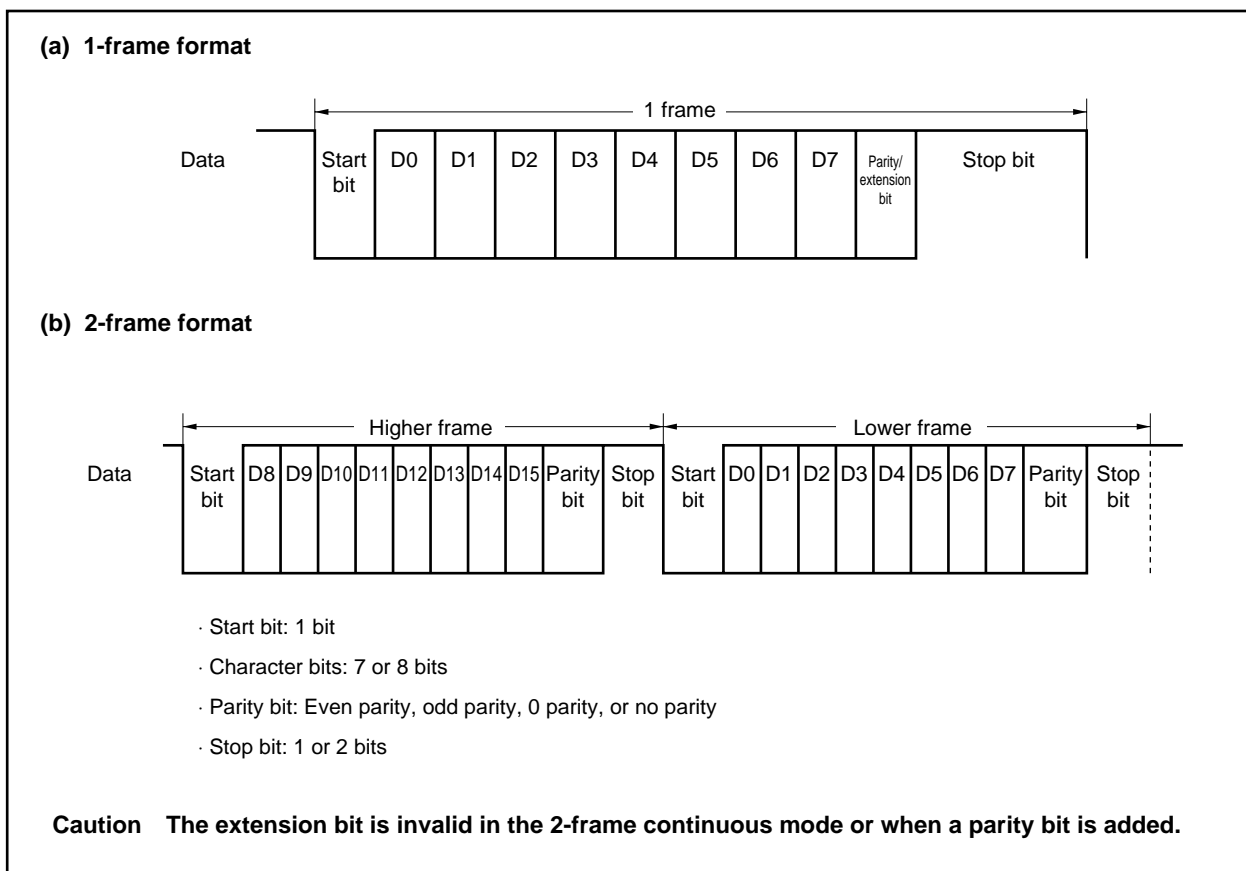 (a) 1-frame format
1 frame
Data
Start
bit
D0 D1 D2 D3 D4 D5 D6 D7
Parity/
extension
bit
Stop bit
(b) 2-frame format
Higher frame
Lower frame
Data
Start
bit
D8 D9 D10 D11 D12 D13 D14 D15
Parity
bit
Stop
bit
Start
bit
D0 D1 D2 D3 D4 D5 D6 D7
Parity
bit
Stop
bit
· Start bit: 1 bit
· Character bits: 7 or 8 bits
· Parity bit: Even parity, odd parity, 0 parity, or no parity
· Stop bit: 1 or 2 bits
Caution The extension bit is invalid in the 2-frame continuous mode or when a parity bit is added.